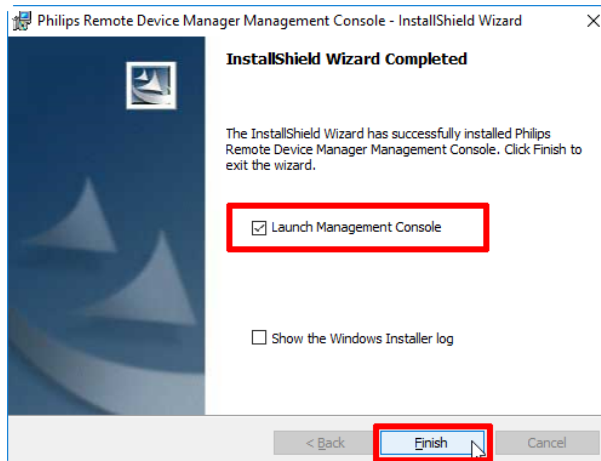 Philips Remote Device Manager Management Console - InstallShield Wizard
InstallShield Wizard Completed
The InstallShield Wizard has successfully installed Philips
Remote Device Manager Management Console. Click Finish to
exit the wizard.
Launch Management Console
Show the Windows Installer log
< Back Finish Cancel